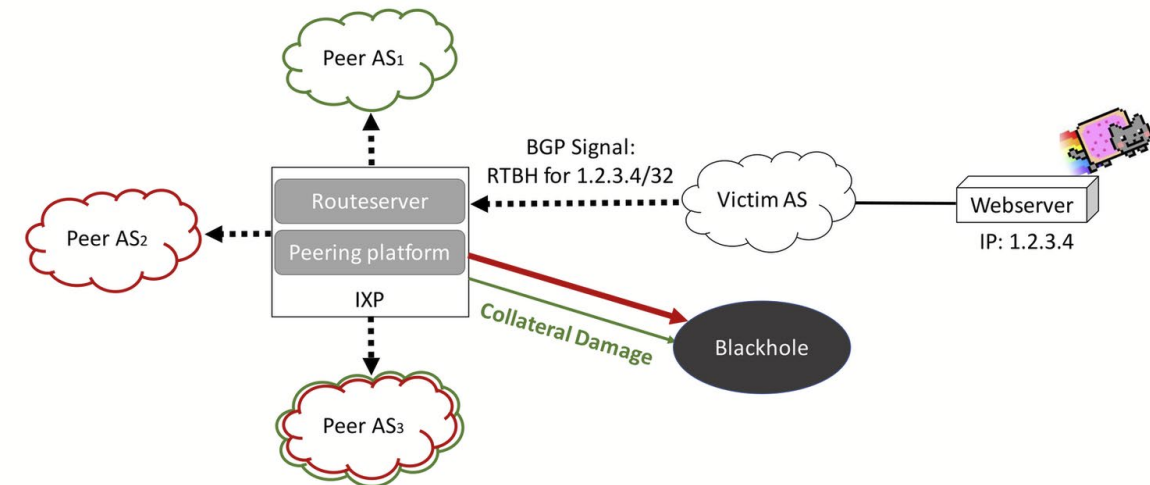 Peer AS₁
BGP Signal:
RTBH for 1.2.3.4/32
Routeserver
Victim AS
Webserver
Peer AS₂
Peering platform
IP: 1.2.3.4
IXP
Collateral Damage
Blackhole
Peer AS₃